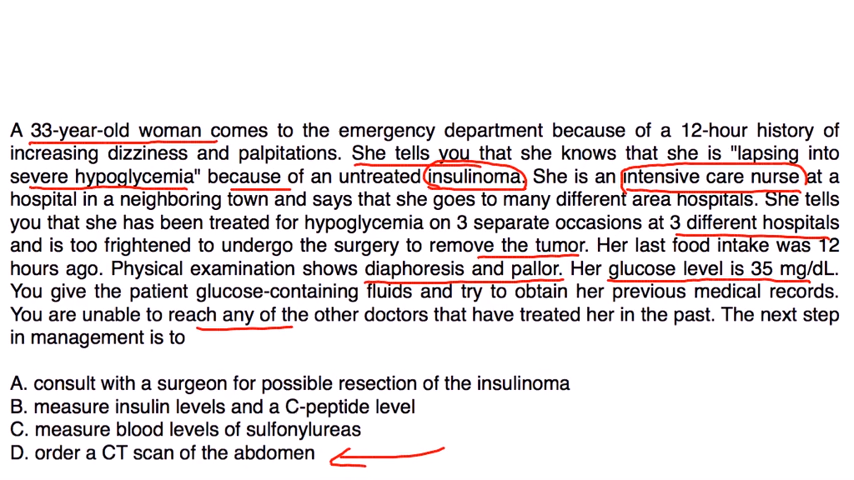 A 33-year-old woman comes to the emergency department because of a 12-hour history of
increasing dizziness and palpitations. She tells you that she knows that she is "lapsing into
severe hypoglycemia" because of an untreated insulinoma. She is an intensive care nurse at a
hospital in a neighboring town and says that she goes to many different area hospitals. She tells
you that she has been treated for hypoglycemia on 3 separate occasions at 3 different hospitals
and is too frightened to undergo the surgery to remove the tumor. Her last food intake was 12
hours ago. Physical examination shows diaphoresis and pallor. Her glucose level is 35 mg/dL.
You give the patient glucose-containing fluids and try to obtain her previous medical records.
You are unable to reach any of the other doctors that have treated her in the past. The next step
in management is to
A. consult with a surgeon for possible resection of the insulinoma
B. measure insulin levels and a C-peptide level
C. measure blood levels of sulfonylureas
D. order a CT scan of the abdomen